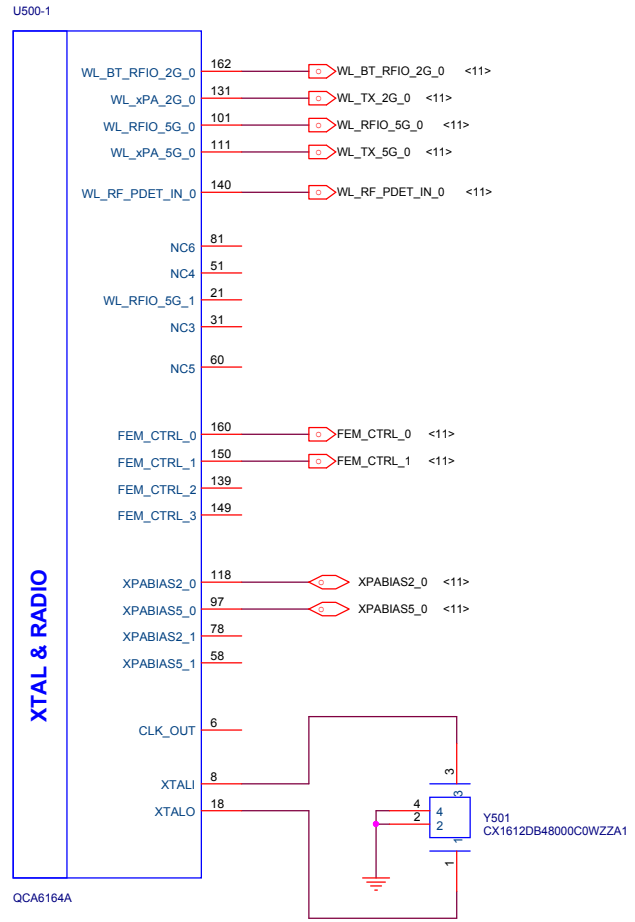 U500-1
WL_BT_RFIO_2G_0 162 WL_BT_RFIO_2G_0 <11>
WL_xPA_2G_0 131 WL_TX_2G_0 <11>
WL_RFIO_5G_0 101 WL_RFIO_5G_0 <11>
WL_xPA_5G_0 111 WL_TX_5G_0 <11>
WL_RF_PDET_IN_0 140 WL_RF_PDET_IN_0 <11>
NC6 81
NC4 51
WL_RFIO_5G_1 21
NC3 31
NC5 60
FEM_CTRL_0 160 FEM_CTRL_0 <11>
FEM_CTRL_1 150 FEM_CTRL_1 <11>
FEM_CTRL_2 139
FEM_CTRL_3 149
XTAL & RADIO
XPABIAS2_0 118 XPABIAS2_0 <11>
XPABIAS5_0 97 XPABIAS5_0 <11>
XPABIAS2_1 78
XPABIAS5_1 58
CLK_OUT 6
XTALI 8
XTALO 18
3
3
4 4
2 2
1
1
Y501
CX1612DB48000C0WZZA1
QCA6164A